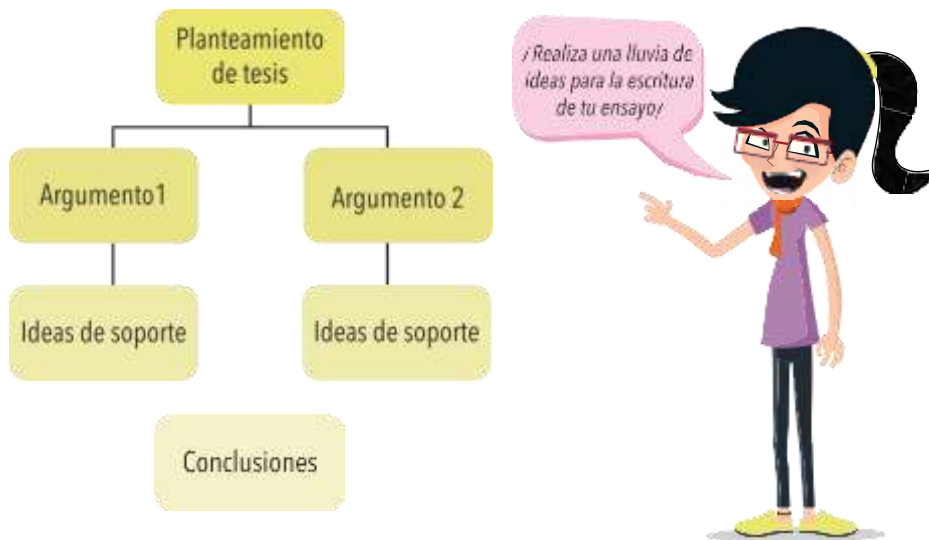 Planteamiento
de tesis
/Realiza una lluvia de
ideas para la escritura
de tu ensayo/
Argumento1
Argumento 2
Ideas de soporte
Ideas de soporte
Conclusiones